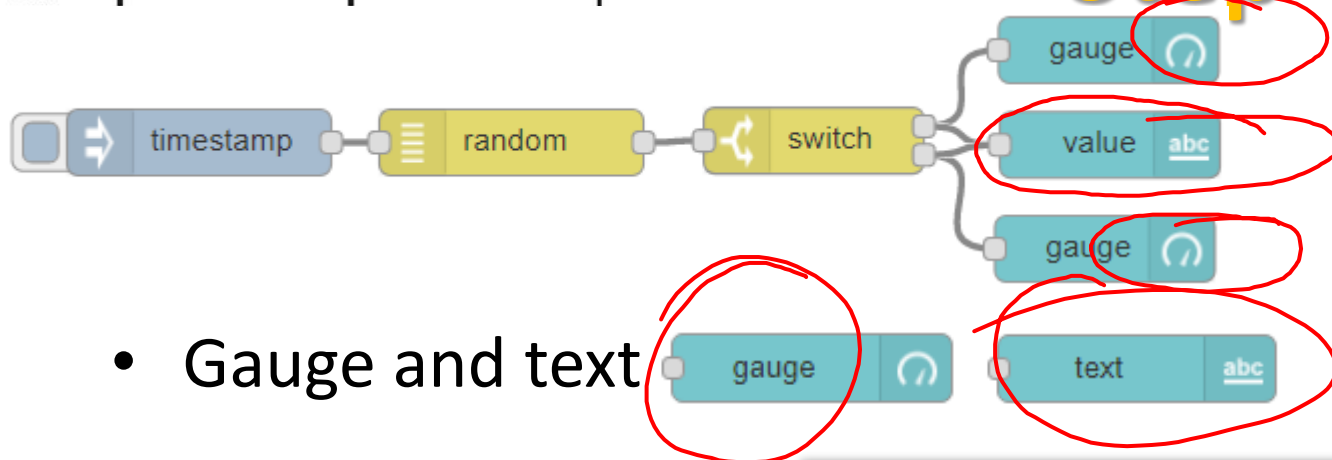 gauge
timestamp random switch value abc
gauge
• Gauge and text gauge text abc